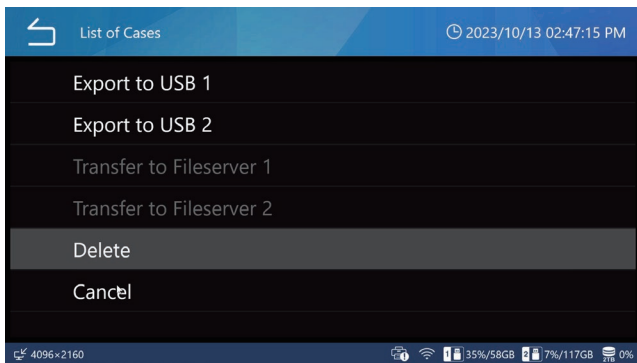 List of Cases
2023/10/13 02:47:15 PM
Export to USB 1
Export to USB 2
Transfer to Fileserver 1
Transfer to Fileserver 2
Delete
Cancel
4096×2160 1 35%/58GB 2 7%/117GB 2TB 0%